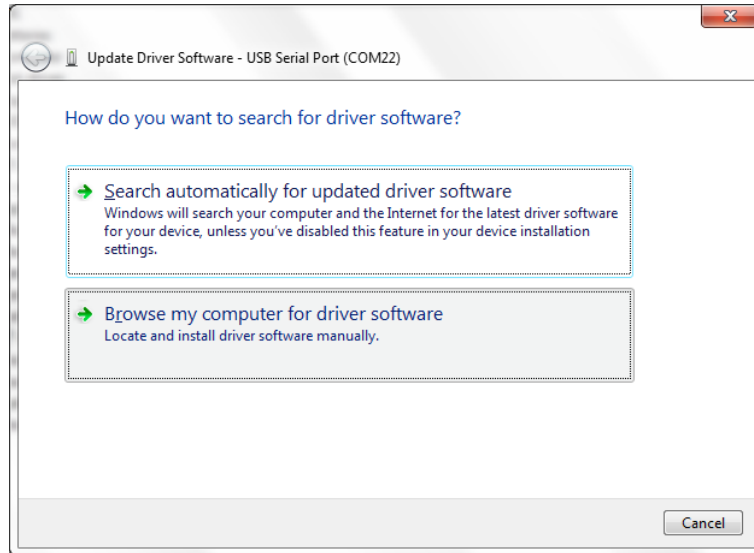 Update Driver Software - USB Serial Port (COM22)
How do you want to search for driver software?
Search automatically for updated driver software
Windows will search your computer and the Internet for the latest driver software
for your device, unless you've disabled this feature in your device installation
settings.
Browse my computer for driver software
Locate and install driver software manually.
Cancel